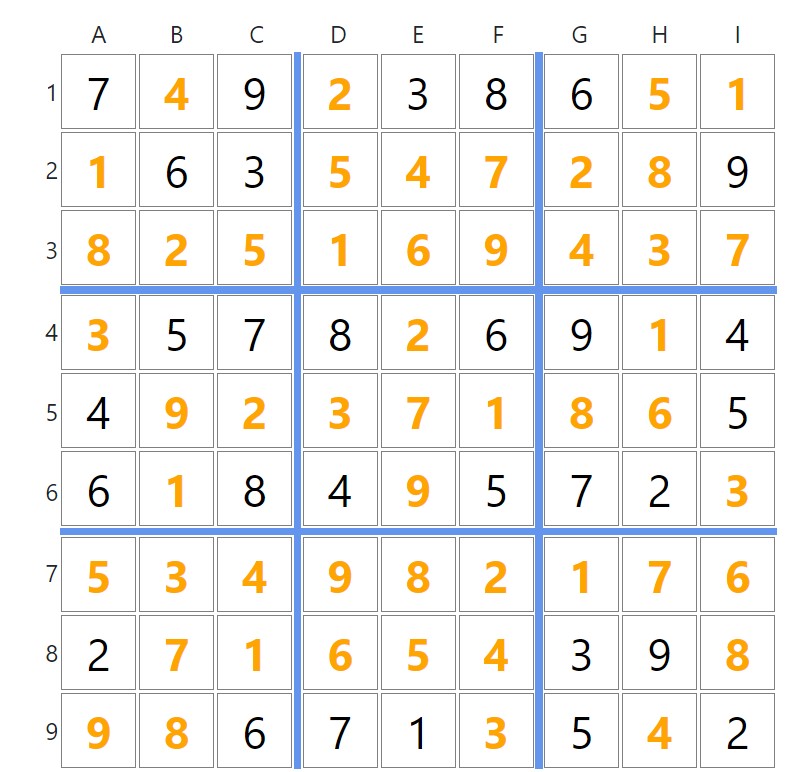 A B C D E F G H I
1 7 4 9 2 3 8 6 5 1
2 1 6 3 5 4 7 2 8 9
3 8 2 5 1 6 9 4 3 7
4 3 5 7 8 2 6 9 1 4
5 4 9 2 3 7 1 8 6 5
6 6 1 8 4 9 5 7 2 3
7 5 3 4 9 8 2 1 7 6
8 2 7 1 6 5 4 3 9 8
9 9 8 6 7 1 3 5 4 2